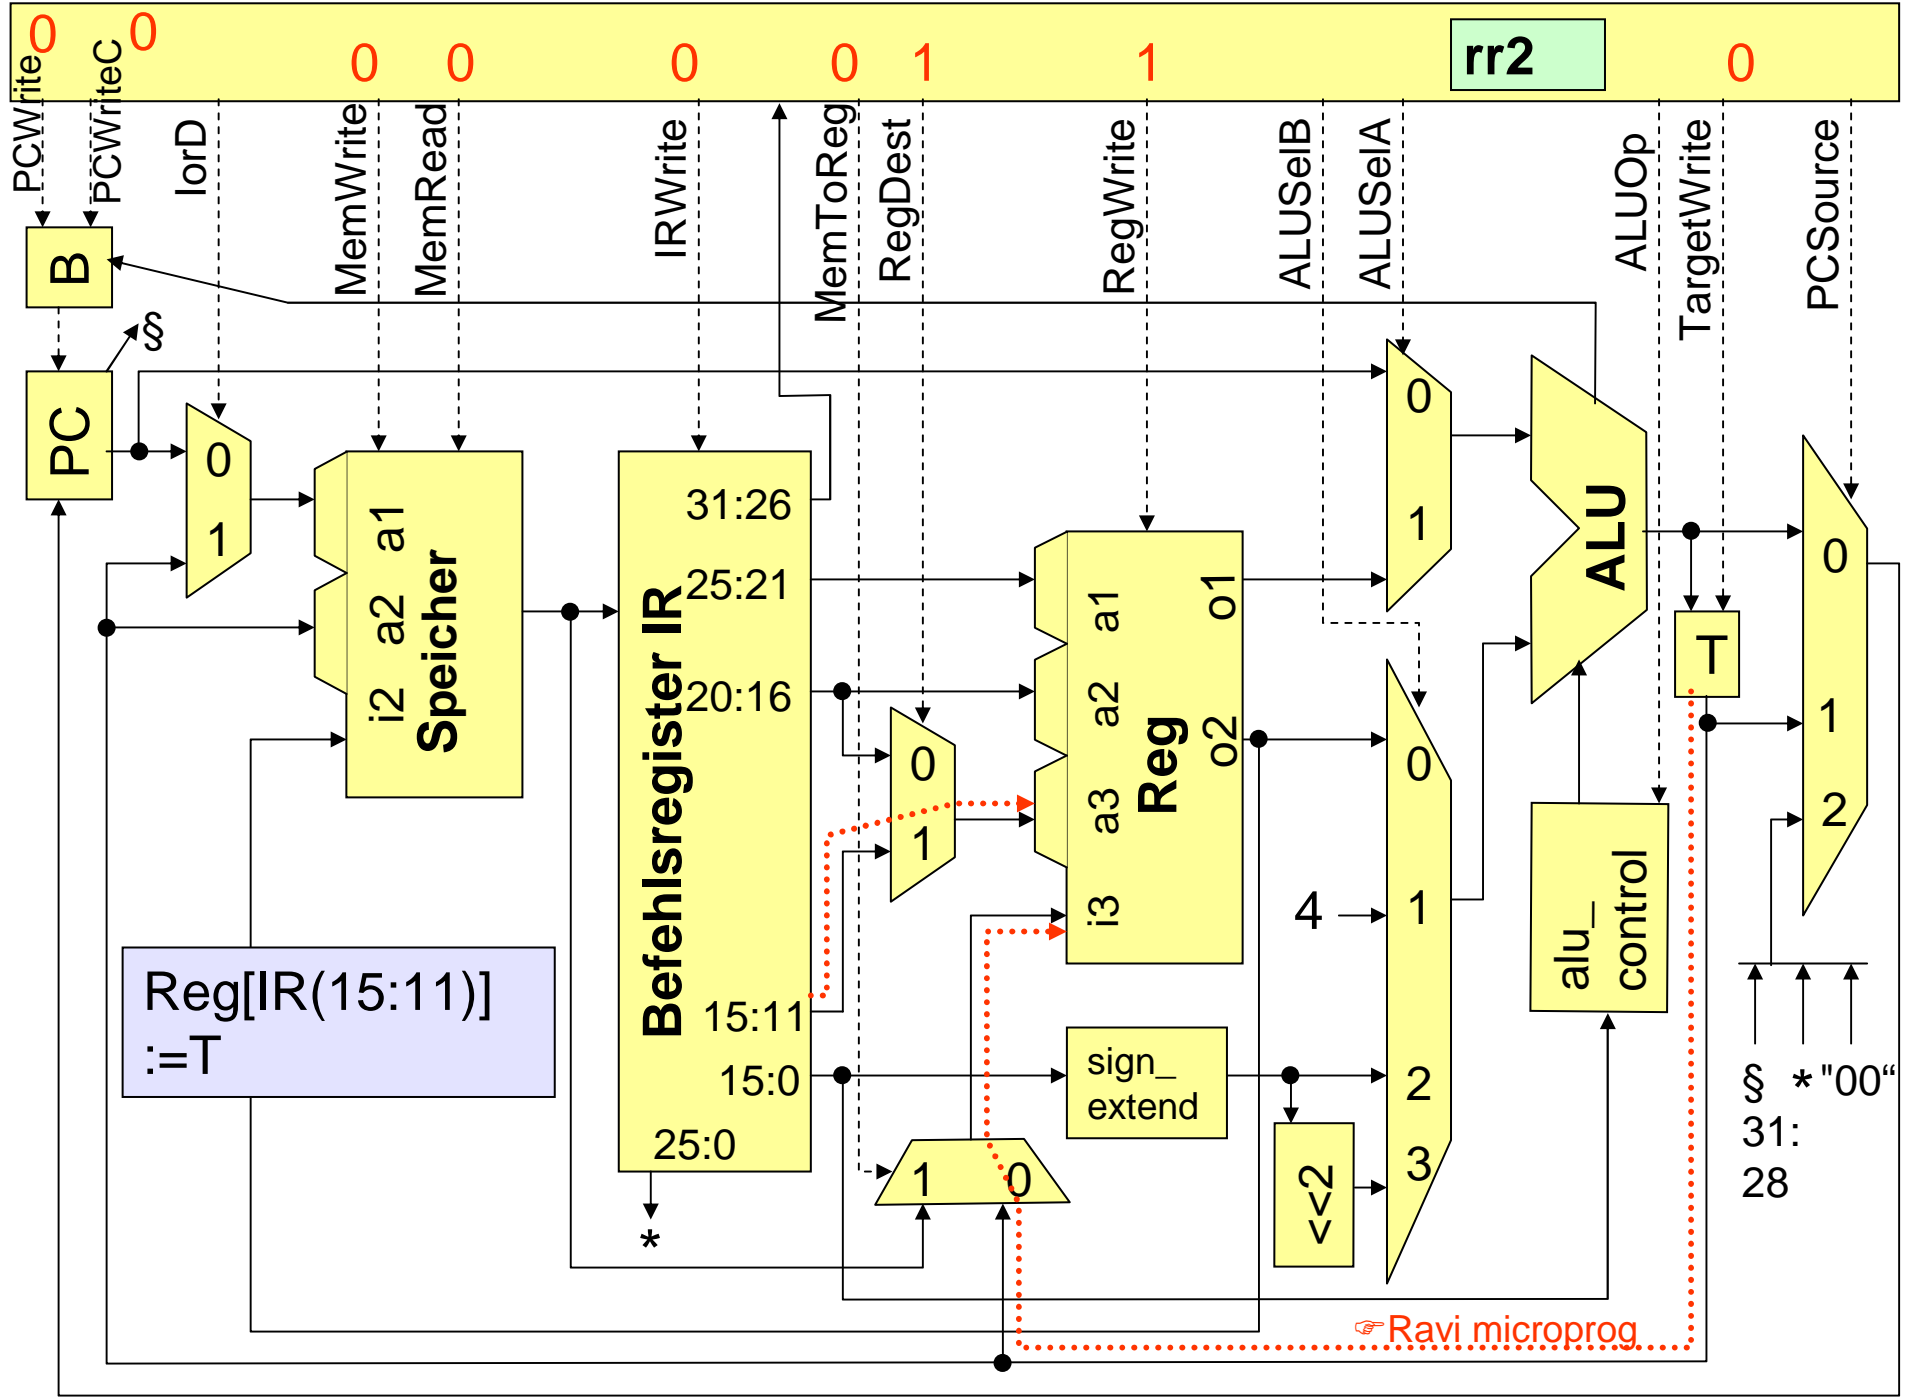 0 0 0 0 0 0 1 1 rr2 0
PCWrite
PCWriteC
IorD
MemWrite
MemRead
IRWrite
MemToReg
RegDest
RegWrite
ALUSelB
ALUSelA
ALUOp
TargetWrite
PCSource
B
§
PC
0
1
a1
a2
i2
Speicher
Befehlsregister IR
31:26
25:21
20:16
15:11
15:0
25:0
*
0
1
a1
a2
a3
i3
Reg
o1
o2
0
1
ALU
T
0
1
2
0
4
1
2
3
alu_
control
sign_
extend
<<2
1 0
Reg[IR(15:11)]
:=T
§ * "00“
31:
28
☞Ravi microprog